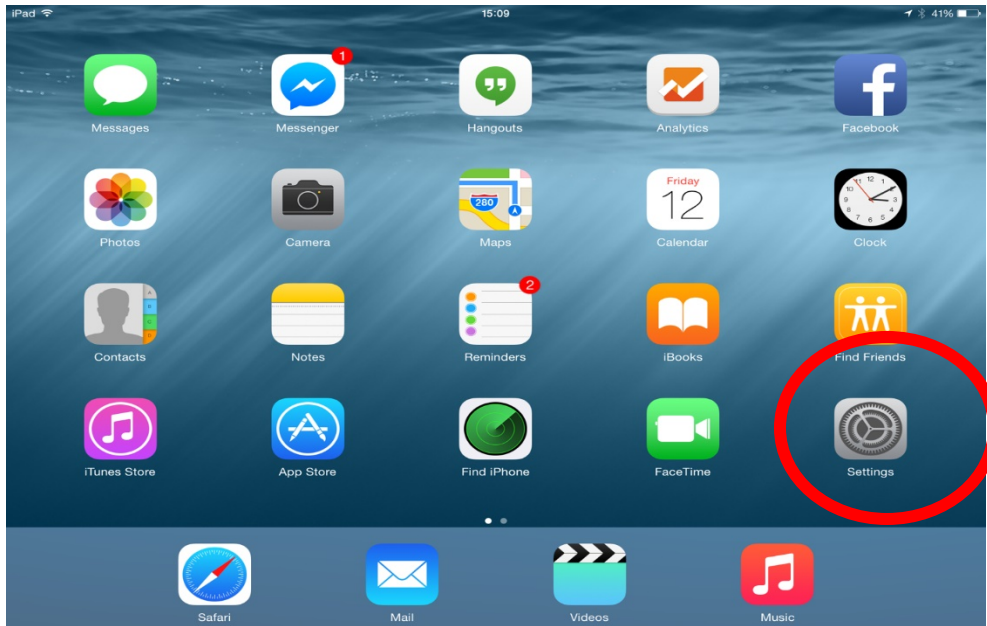 iPad 15:09 41%
1
Messages Messenger Hangouts Analytics Facebook
280 Friday
12
Photos Camera Maps Calendar Clock
2
Contacts Notes Reminders iBooks Find Friends
iTunes Store App Store Find iPhone FaceTime Settings
Safari Mail Videos Music